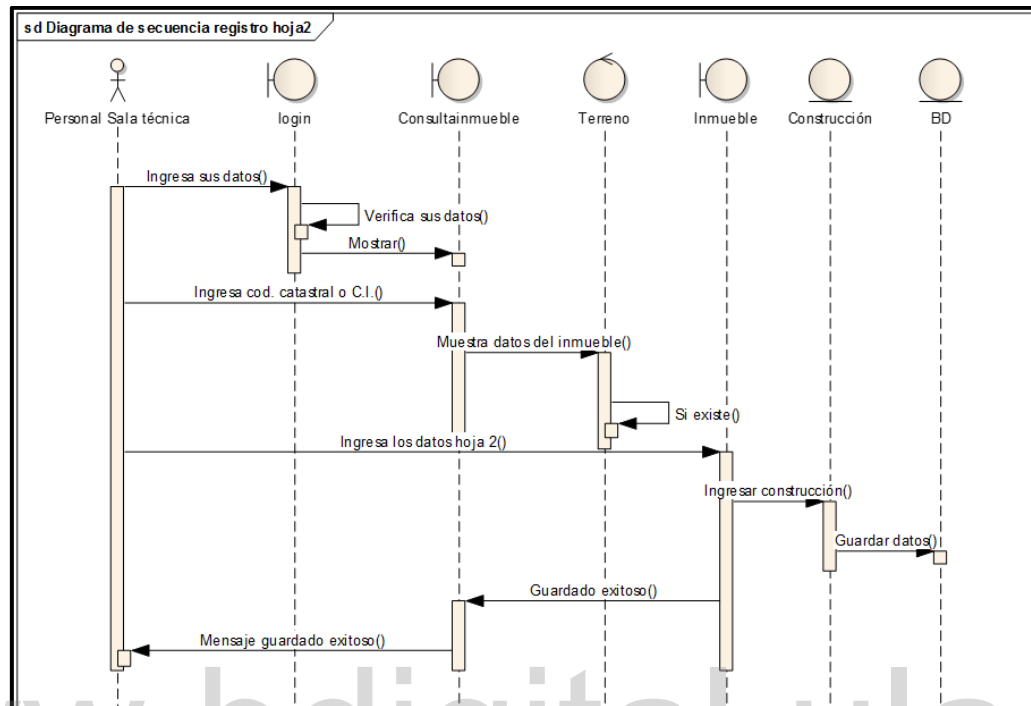 sd Diagrama de secuencia registro hoja2
Personal Sala técnica
login
Consultainmueble
Terreno
Inmueble
Construcción
BD
Ingresa sus datos()
Verifica sus datos()
Mostrar()
Ingresa cod. catastral o C.I.()
Muestra datos del inmueble()
Si existe()
Ingresa los datos hoja 2()
Ingresar construcción()
Guardar datos()
Guardado exitoso()
Mensaje guardado exitoso()